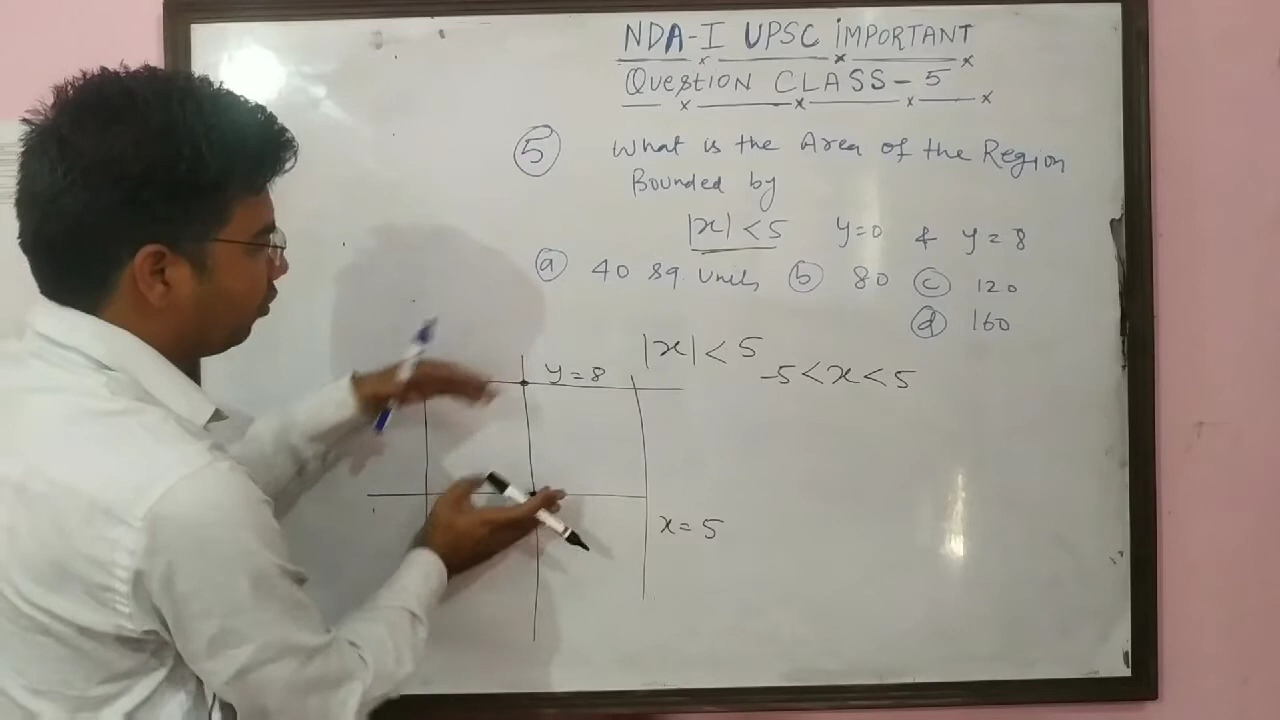 NDA-I UPSC IMPORTANT
QUESTION CLASS-5
5 What is the Area of the Region
Bounded by
|x| < 5 y=0 & y=8
a 40 sq. units b 80 c 120
d 160
|x| < 5
-5 < x < 5
y=8
x=5